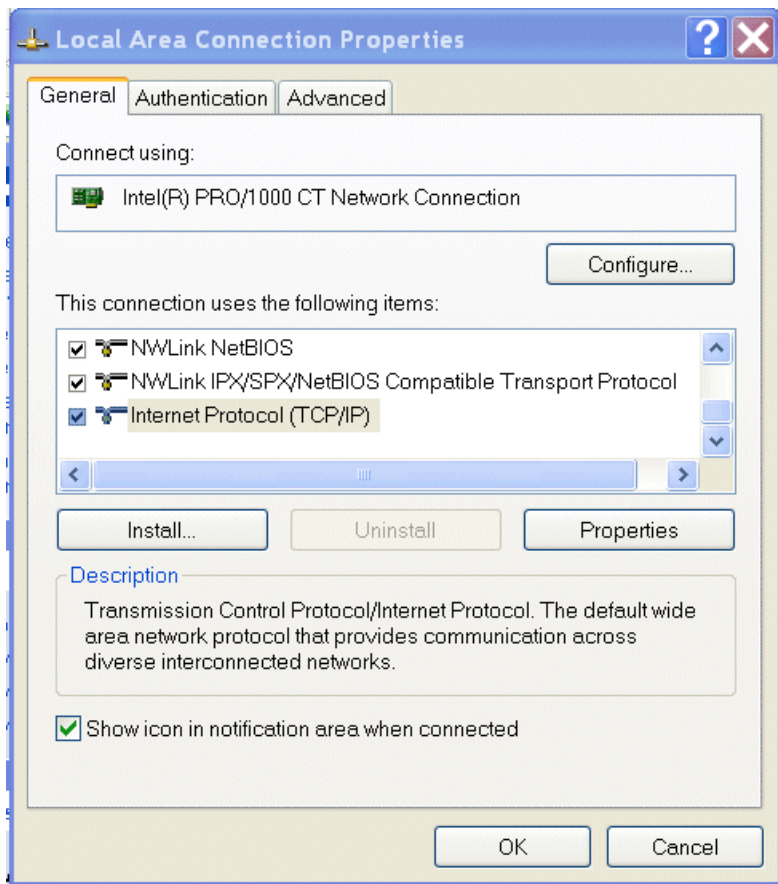 Local Area Connection Properties
General Authentication Advanced
Connect using:
Intel(R) PRO/1000 CT Network Connection
Configure...
This connection uses the following items:
NWLink NetBIOS
NWLink IPX/SPX/NetBIOS Compatible Transport Protocol
Internet Protocol (TCP/IP)
Install... Uninstall Properties
Description
Transmission Control Protocol/Internet Protocol. The default wide
area network protocol that provides communication across
diverse interconnected networks.
Show icon in notification area when connected
OK Cancel